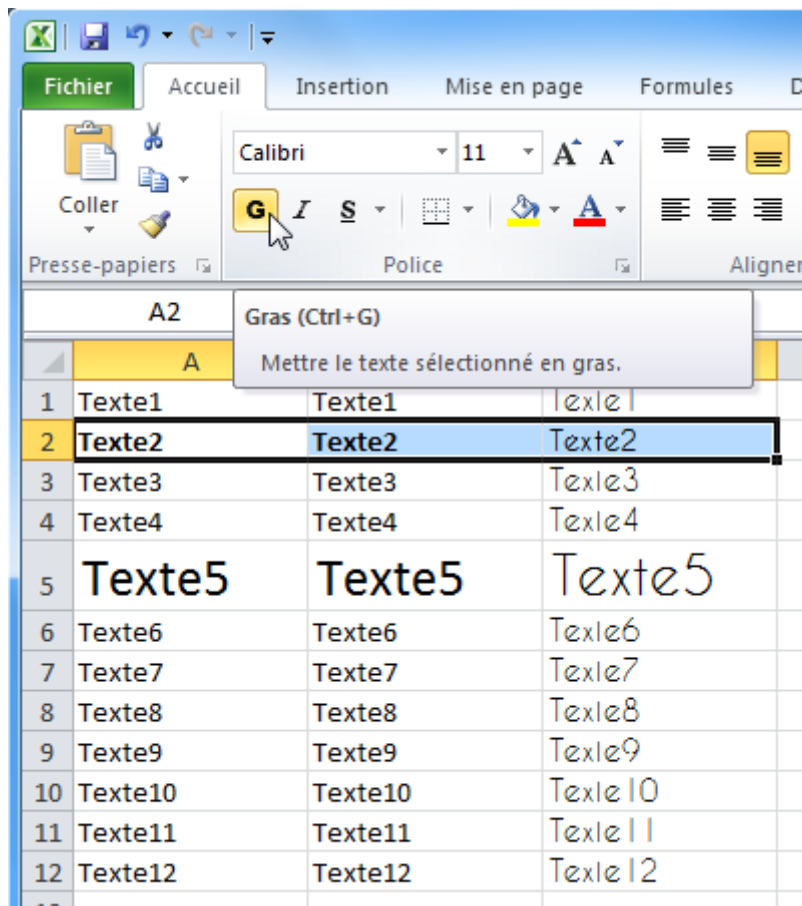 Fichier Accueil Insertion Mise en page Formules D
Calibri 11 A A
Coller G I S A
Presse-papiers Police Aligner
A2
Gras (Ctrl+G)
Mettre le texte sélectionné en gras.
A
1 Texte1 Texte1 Texte1
2 Texte2 Texte2 Texte2
3 Texte3 Texte3 Texte3
4 Texte4 Texte4 Texte4
5 Texte5 Texte5 Texte5
6 Texte6 Texte6 Texte6
7 Texte7 Texte7 Texte7
8 Texte8 Texte8 Texte8
9 Texte9 Texte9 Texte9
10 Texte10 Texte10 Texte10
11 Texte11 Texte11 Texte11
12 Texte12 Texte12 Texte12